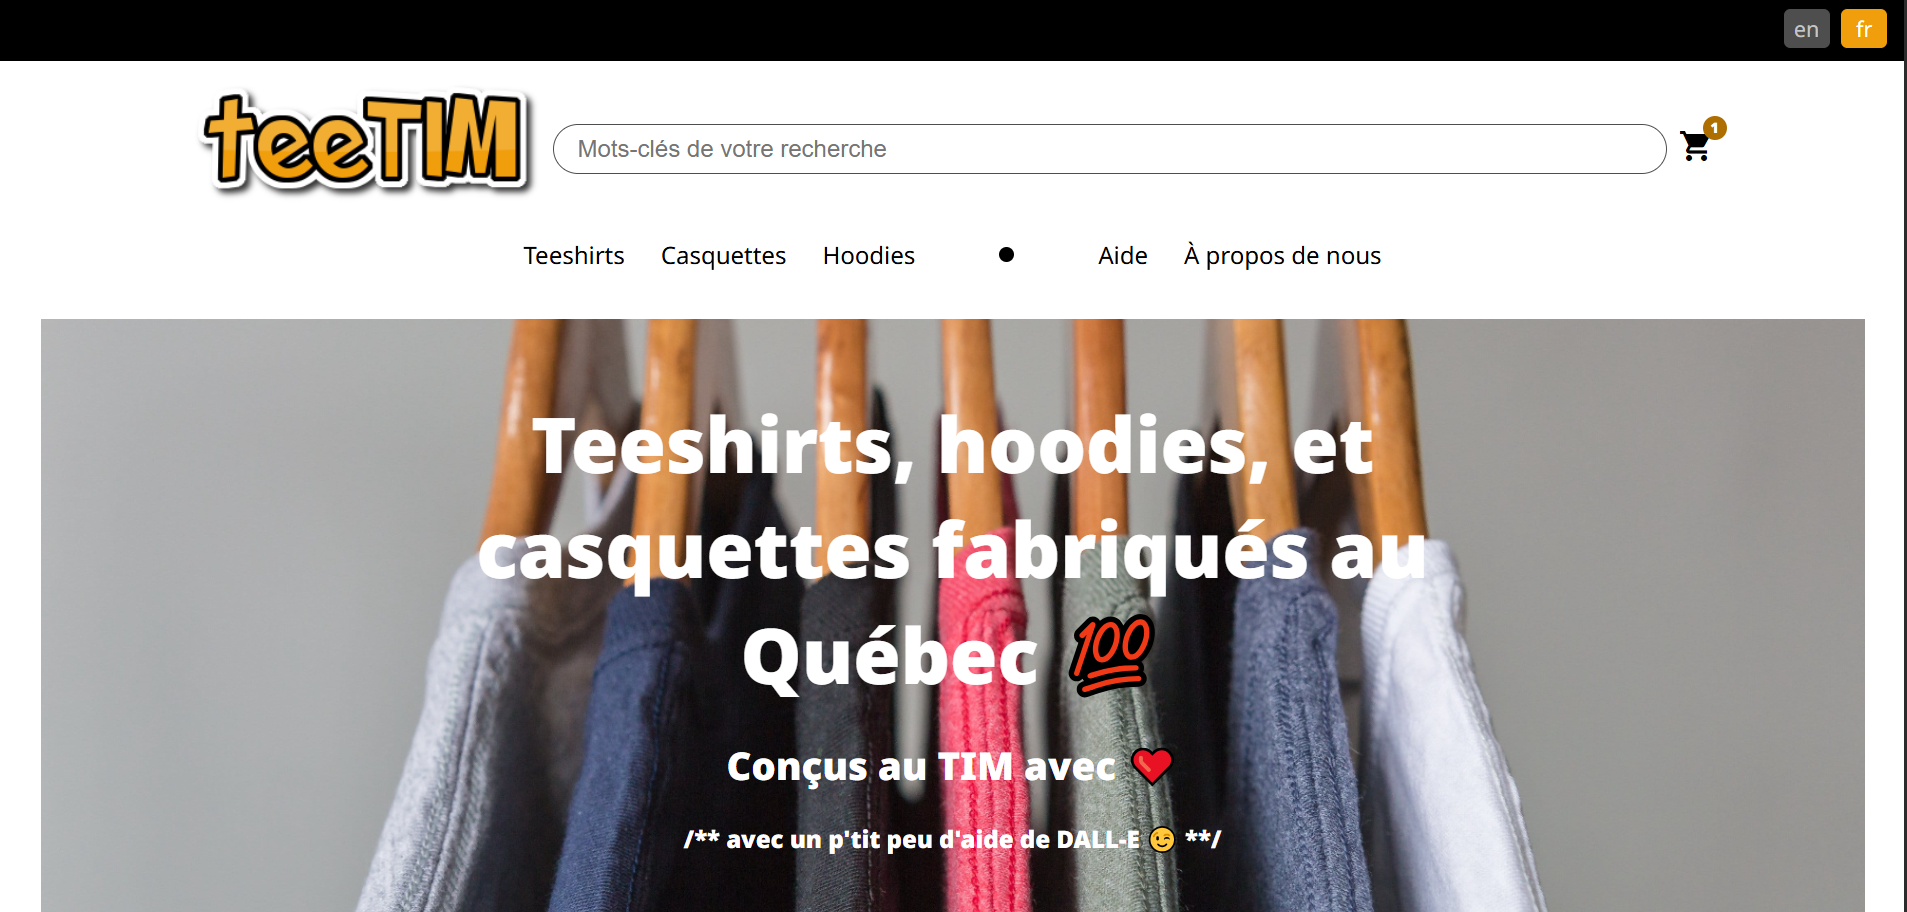 en fr
teeTIM
Mots-clés de votre recherche
1
Teeshirts Casquettes Hoodies ● Aide À propos de nous
Teeshirts, hoodies, et
casquettes fabriqués au
Québec 💯
Conçus au TIM avec ❤️
/** avec un p'tit peu d'aide de DALL-E 😉 **/